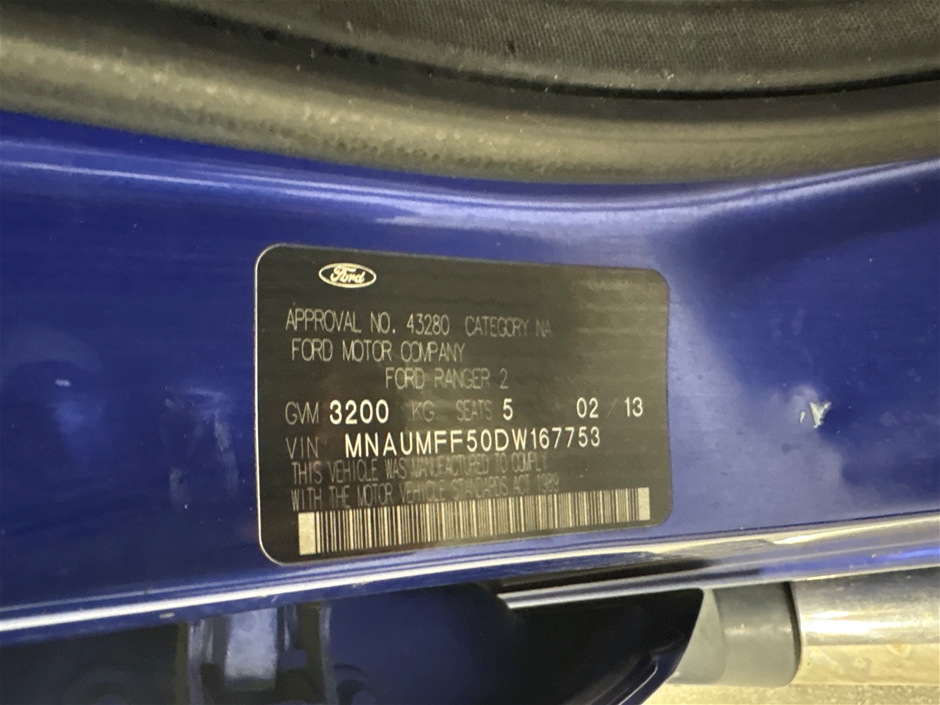 Ford
APPROVAL NO. 43280 CATEGORY NA
FORD MOTOR COMPANY
FORD RANGER 2
GVM 3200 KG. SEATS 5 02 / 13
VIN MNAUMFF50DW167753
THIS VEHICLE WAS MANUFACTURED TO COMPLY
WITH THE MOTOR VEHICLE STANDARDS ACT 1989